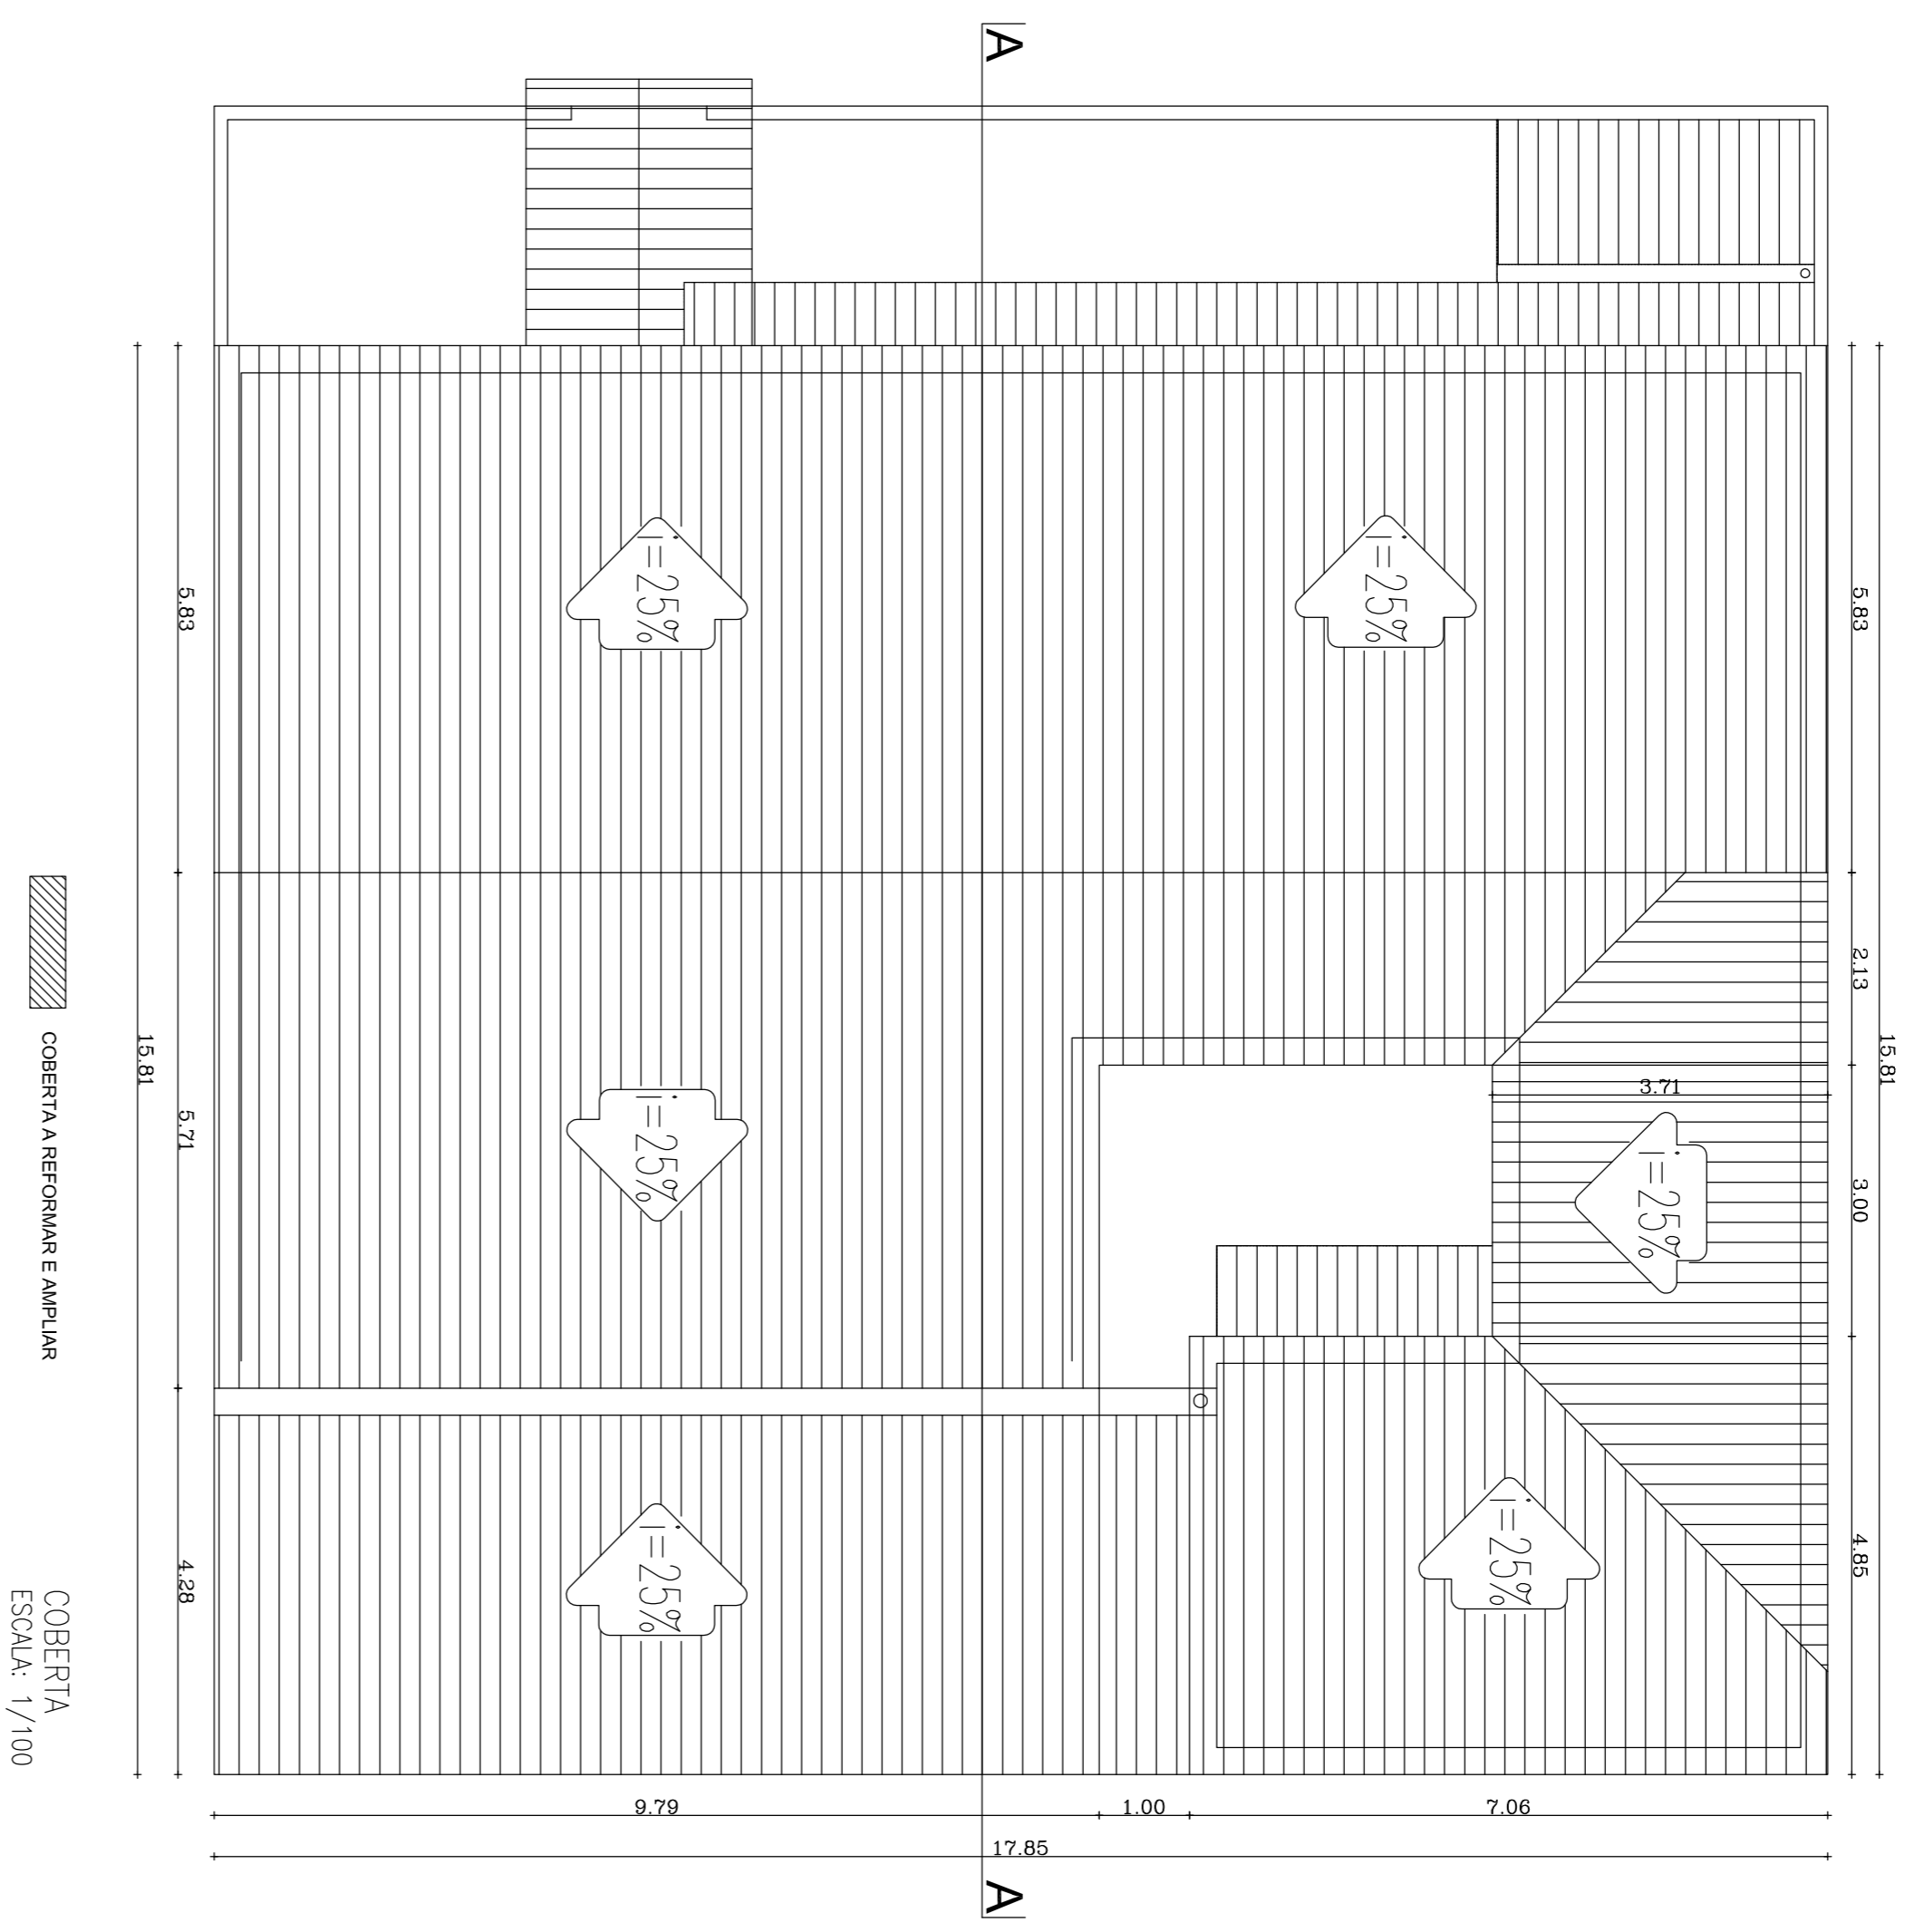 A
i=25%
i=25%
5.83
5.83
2.13
15.81
15.81
3.71
3.00
i=25%
i=25%
5.71
4.85
4.28
i=25%
i=25%
9.79
1.00
7.06
17.85
A
COBERTA A REFORMAR E AMPLIAR
COBERTA
ESCALA: 1/100